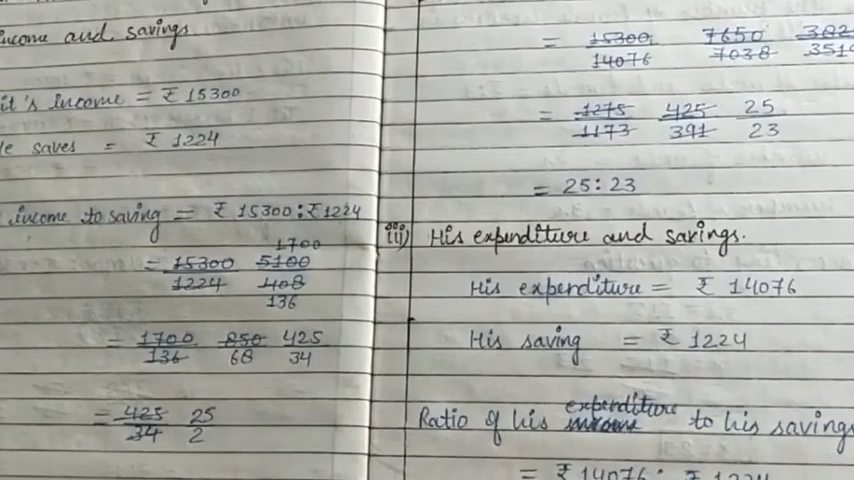 income and savings
it's income = ₹ 15300
saves = ₹ 1224
income to saving = ₹ 15300 : ₹ 1224
1700
= 15300 5100
1224 408
136
= 1700 850 425
136 68 34
= 425 25
34 2
= 15300 7650
14076 7038
= 1275 425 25
1173 391 23
= 25 : 23
iii) His expenditure and savings.
His expenditure = ₹ 14076
His saving = ₹ 1224
expenditure
Ratio of his to his savings
= ₹ 14076 : ₹ 1224